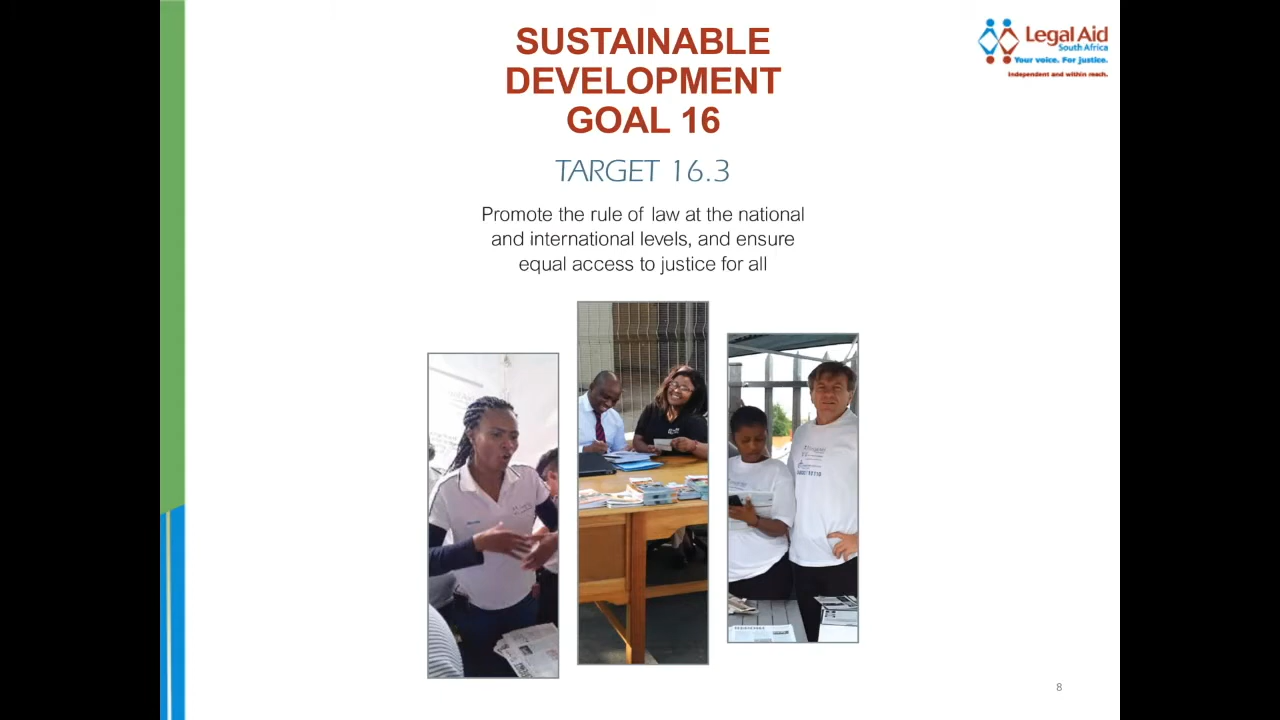 SUSTAINABLE
DEVELOPMENT
GOAL 16
Legal Aid
South Africa
Your voice. For justice.
Independent and within reach.
TARGET 16.3
Promote the rule of law at the national
and international levels, and ensure
equal access to justice for all
8